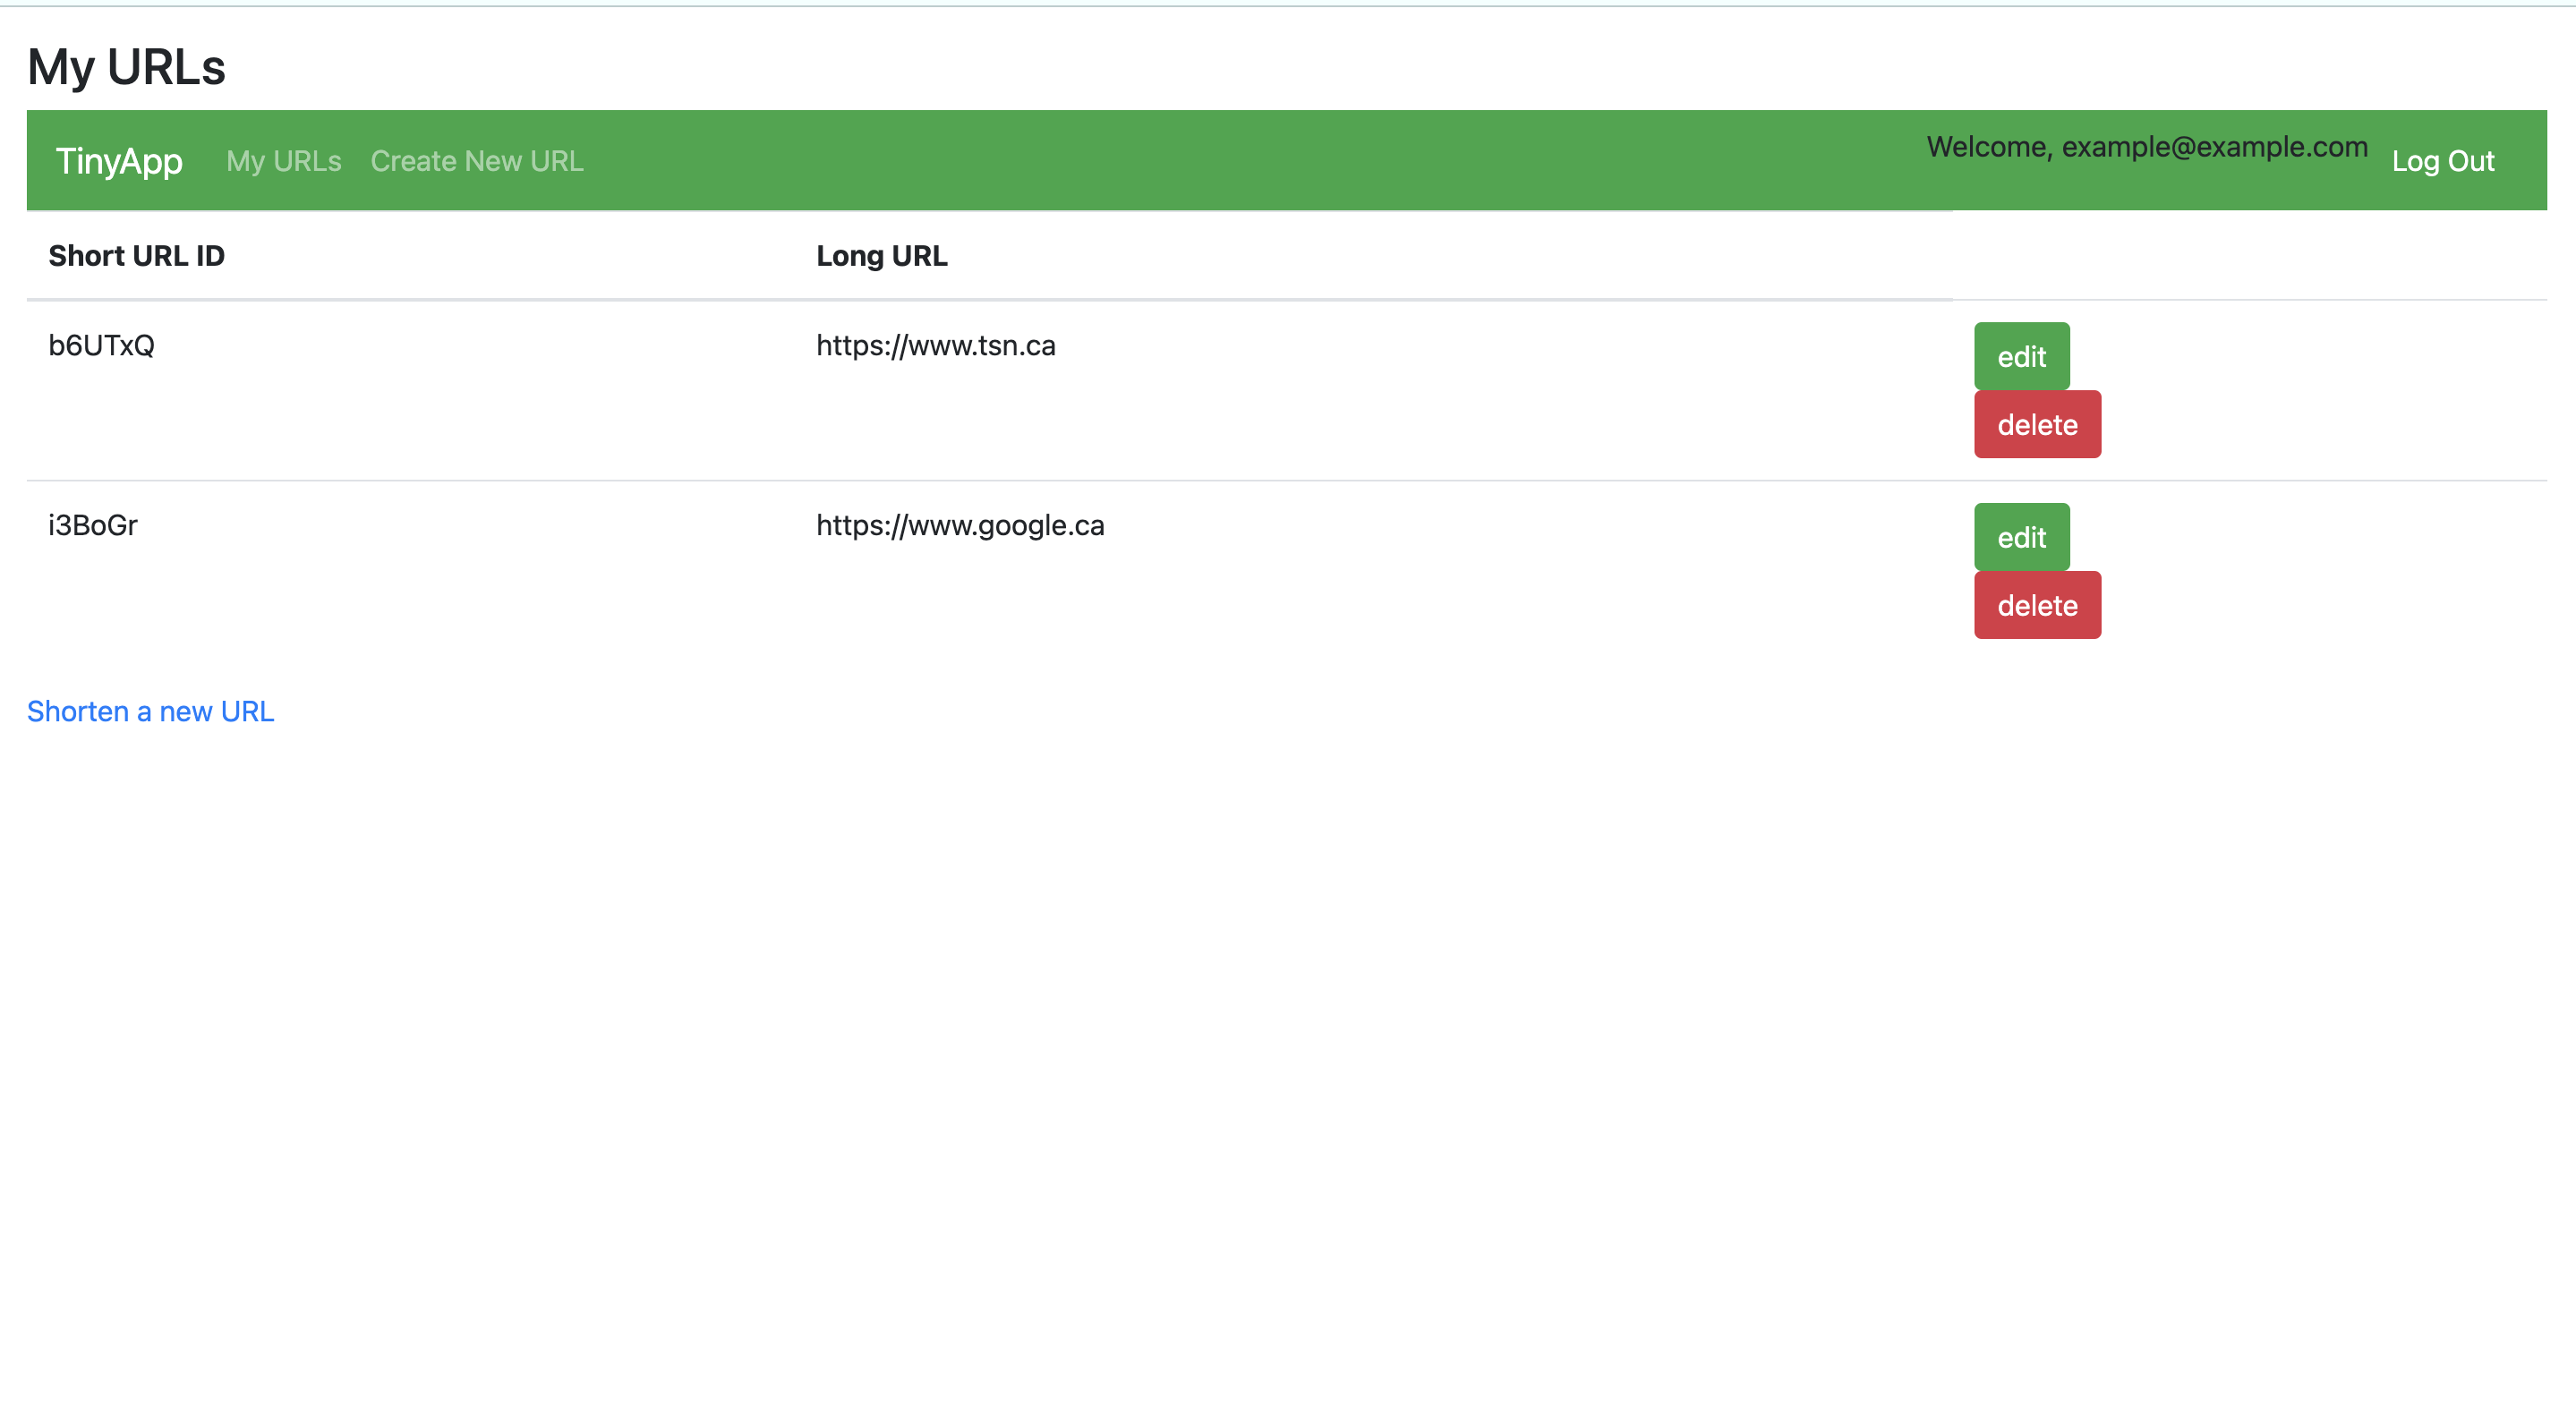 My URLs
TinyApp My URLs Create New URL Welcome, example@example.com Log Out
Short URL ID Long URL
b6UTxQ https://www.tsn.ca edit
delete
i3BoGr https://www.google.ca edit
delete
Shorten a new URL